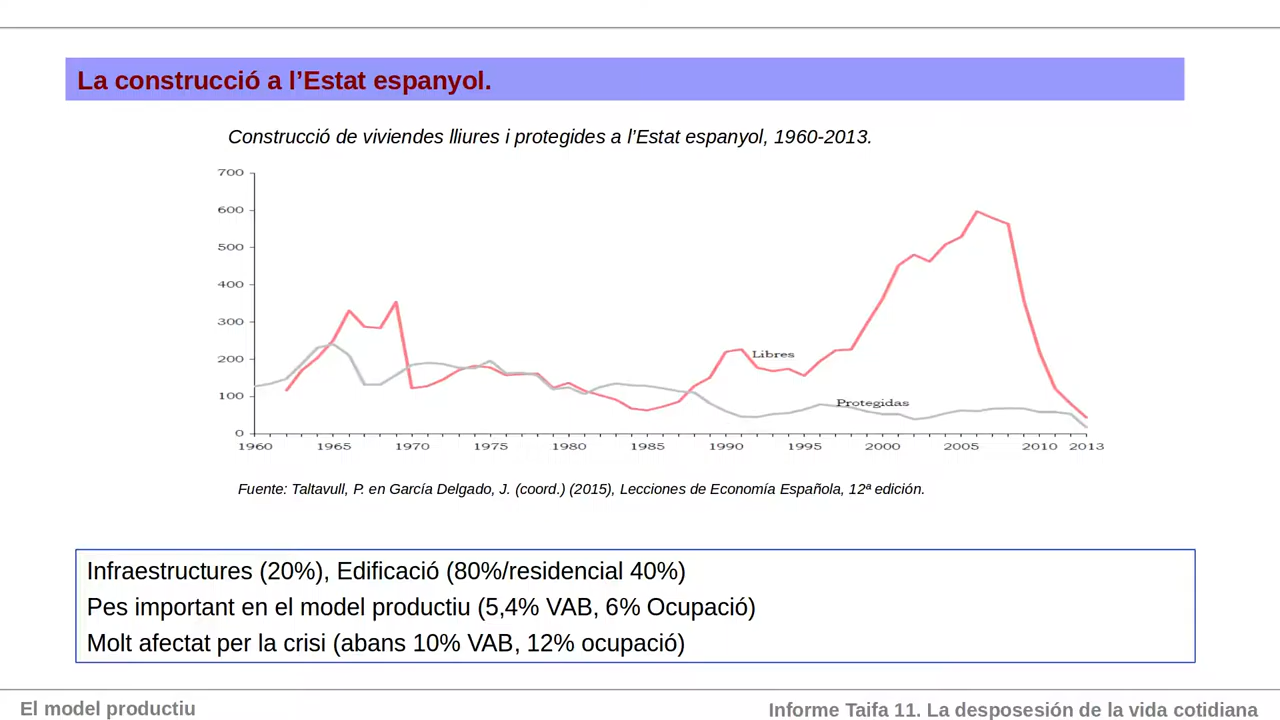 La construcció a l’Estat espanyol.
Construcció de viviendes lliures i protegides a l’Estat espanyol, 1960-2013.
700
600
500
400
300
200
100
0
Libres
Protegidas
1960 1965 1970 1975 1980 1985 1990 1995 2000 2005 2010 2013
Fuente: Taltavull, P. en García Delgado, J. (coord.) (2015), Lecciones de Economía Española, 12ª edición.
Infraestructures (20%), Edificació (80%/residencial 40%)
Pes important en el model productiu (5,4% VAB, 6% Ocupació)
Molt afectat per la crisi (abans 10% VAB, 12% ocupació)
El model productiu
Informe Taifa 11. La desposesión de la vida cotidiana